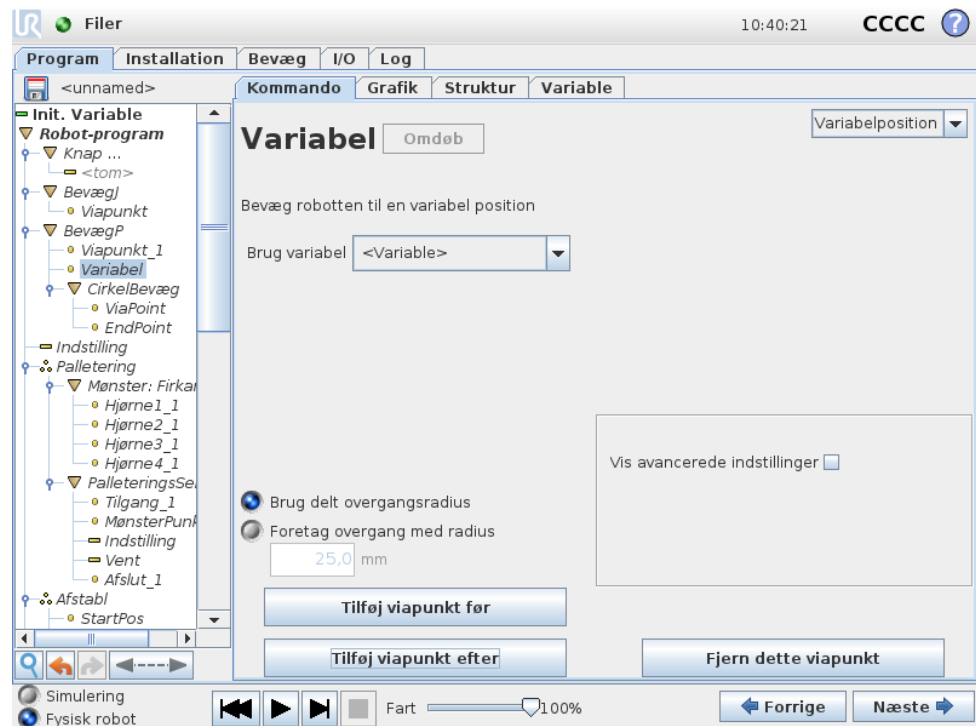 UR Filer 10:40:21 CCCC ?
Program Installation Bevæg I/O Log
<unnamed> Kommando Grafik Struktur Variable
Init. Variable
Robot-program
Knap ...
<tom>
BevægJ
Viapunkt
BevægP
Viapunkt_1
Variabel
CirkelBevæg
ViaPoint
EndPoint
Indstilling
Palletering
Mønster: Firkan
Hjørne1_1
Hjørne2_1
Hjørne3_1
Hjørne4_1
PalleteringsSe
Tilgang_1
MønsterPunk
Indstilling
Vent
Afslut_1
Afstabl
StartPos
Variabel Omdøb Variabelposition
Bevæg robotten til en variabel position
Brug variabel <Variable>
Vis avancerede indstillinger
Brug delt overgangsradius
Foretag overgang med radius
25,0 mm
Tilføj viapunkt før
Tilføj viapunkt efter Fjern dette viapunkt
Simulering
Fysisk robot
Fart 100% Forrige Næste